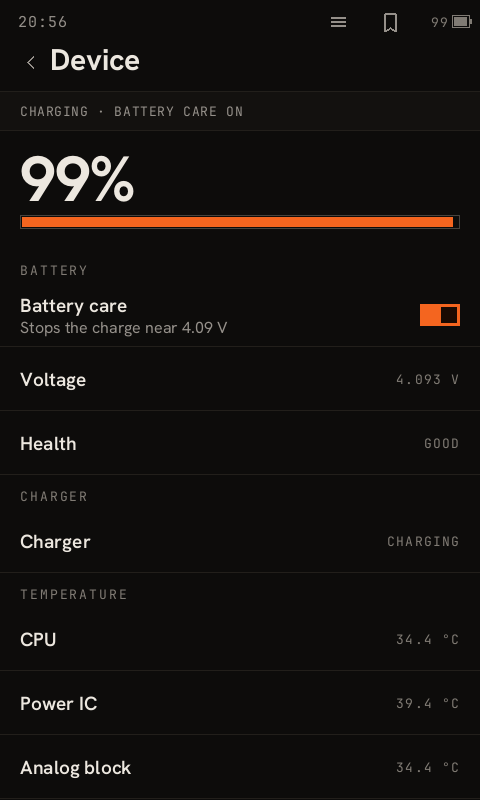 20:56
99
Device
CHARGING · BATTERY CARE ON
99%
BATTERY
Battery care
Stops the charge near 4.09 V
Voltage
4.093 V
Health
GOOD
CHARGER
Charger
CHARGING
TEMPERATURE
CPU
34.4 °C
Power IC
39.4 °C
Analog block
34.4 °C